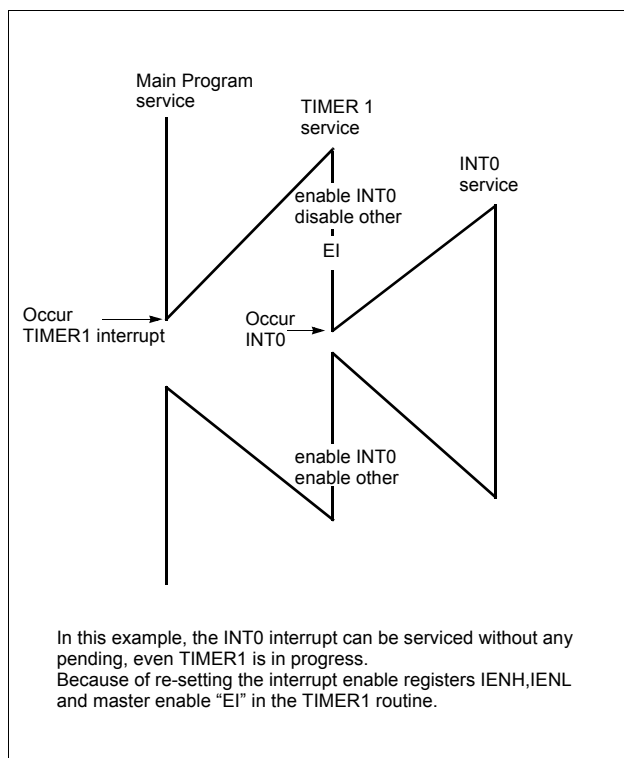 Main Program
service
TIMER 1
service
INT0
service
enable INT0
disable other
EI
Occur
TIMER1 interrupt
Occur
INT0
enable INT0
enable other
In this example, the INT0 interrupt can be serviced without any
pending, even TIMER1 is in progress.
Because of re-setting the interrupt enable registers IENH,IENL
and master enable “EI” in the TIMER1 routine.